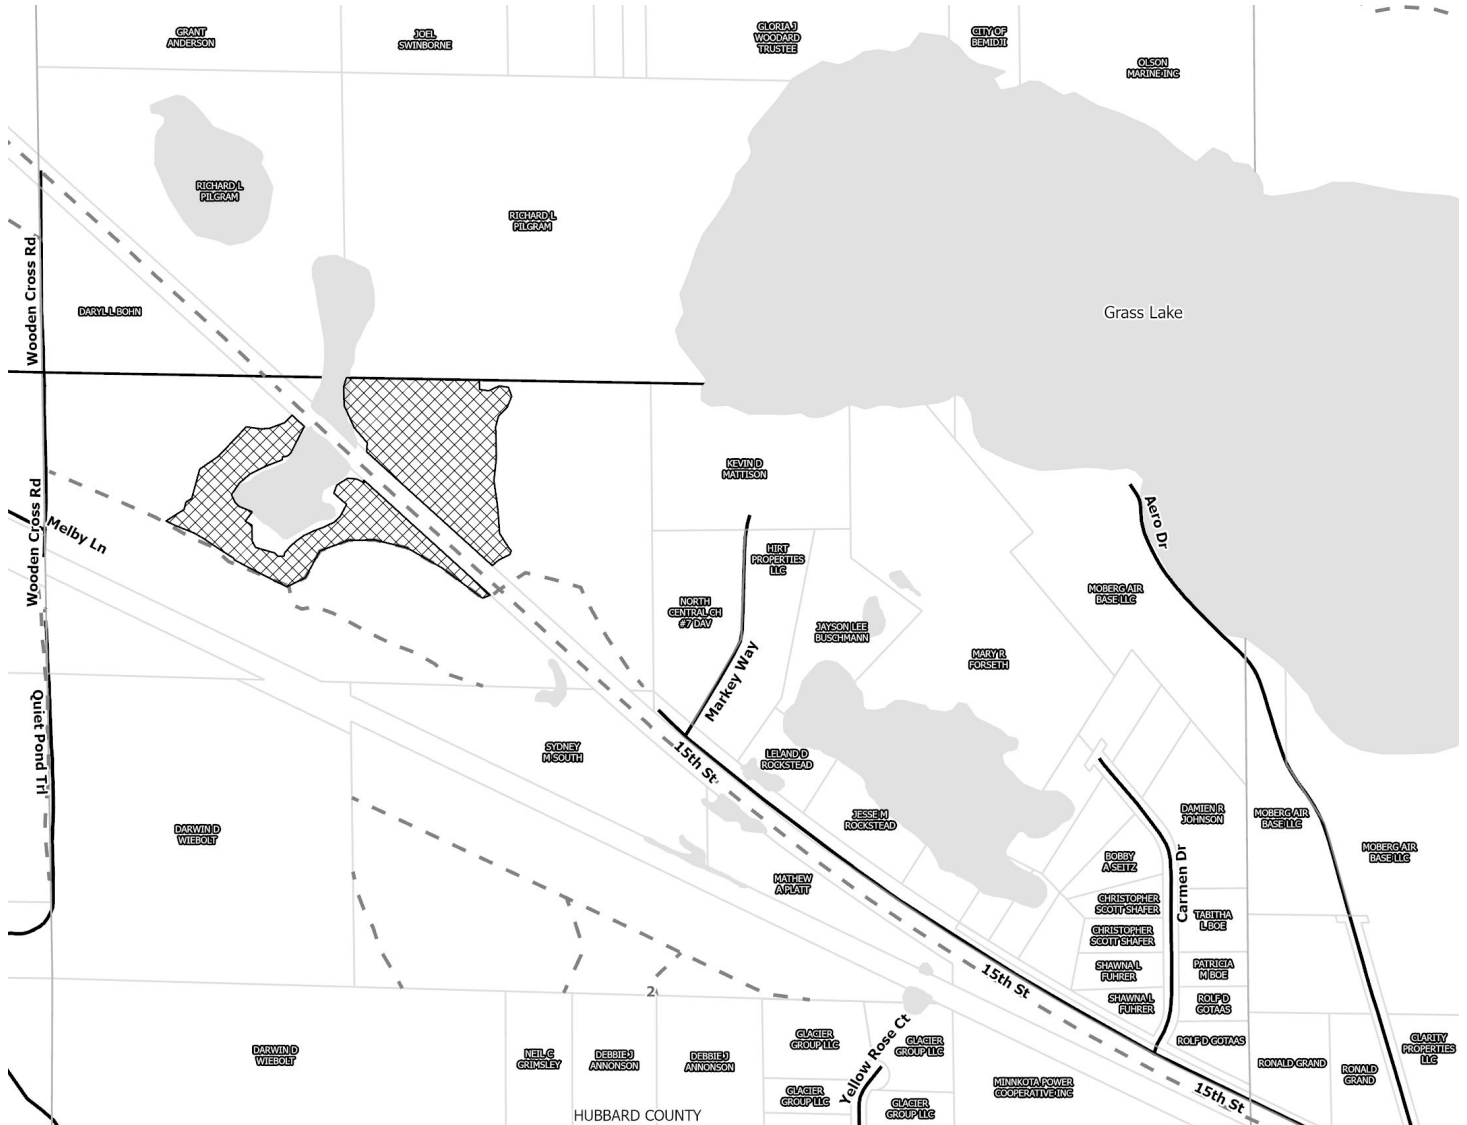 GRANT
ANDERSON
JOEL
SWINBORNE
GLORIA J
WOODARD
TRUSTEE
CITY OF
BEMIDJI
OLSON
MARINE INC
RICHARD L
PILGRAM
RICHARD L
PILGRAM
Wooden Cross Rd
DARYL L BOHN
Grass Lake
KEVIN D
MATTISON
Wooden Cross Rd
Melby Ln
Aero Dr
HIRT
PROPERTIES
LLC
NORTH
CENTRAL CH
#7 DAV
JAYSON LEE
BUSCHMANN
MOBERG AIR
BASE LLC
MARY R
FORSETH
Markey Way
Quiet Pond Trl
SYDNEY
M SOUTH
15th St
LELAND D
ROCKSTEAD
JESSE M
ROCKSTEAD
DAMIEN R
JOHNSON
MOBERG AIR
BASE LLC
MOBERG AIR
BASE LLC
DARWIN D
WIEBOLT
BOBBY
A SEITZ
Carmen Dr
MATHEW
A PLATT
CHRISTOPHER
SCOTT SHAFER
TABITHA
L BOE
CHRISTOPHER
SCOTT SHAFER
SHAWNA L
FUHRER
PATRICIA
M BOE
15th St
2
SHAWNA L
FUHRER
ROLF D
GOTAAS
DARWIN D
WIEBOLT
NEIL C
GRIMSLEY
DEBBIE J
ANNONSON
DEBBIE J
ANNONSON
GLACIER
GROUP LLC
Yellow Rose Ct
GLACIER
GROUP LLC
ROLF D GOTAAS
RONALD GRAND
RONALD
GRAND
CLARITY
PROPERTIES
LLC
GLACIER
GROUP LLC
GLACIER
GROUP LLC
MINNKOTA POWER
COOPERATIVE INC
15th St
HUBBARD COUNTY